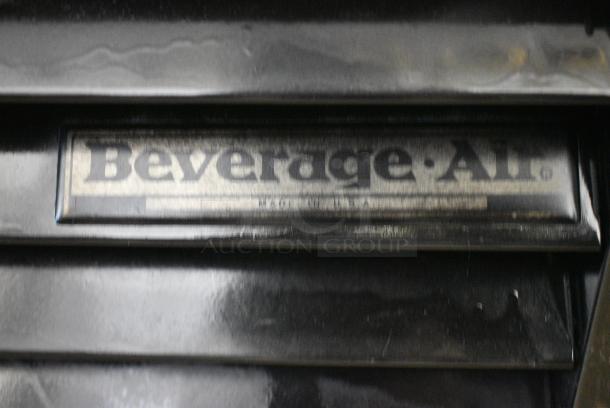 Beverage·Air®
MADE IN U.S.A.
AUCTION GROUP